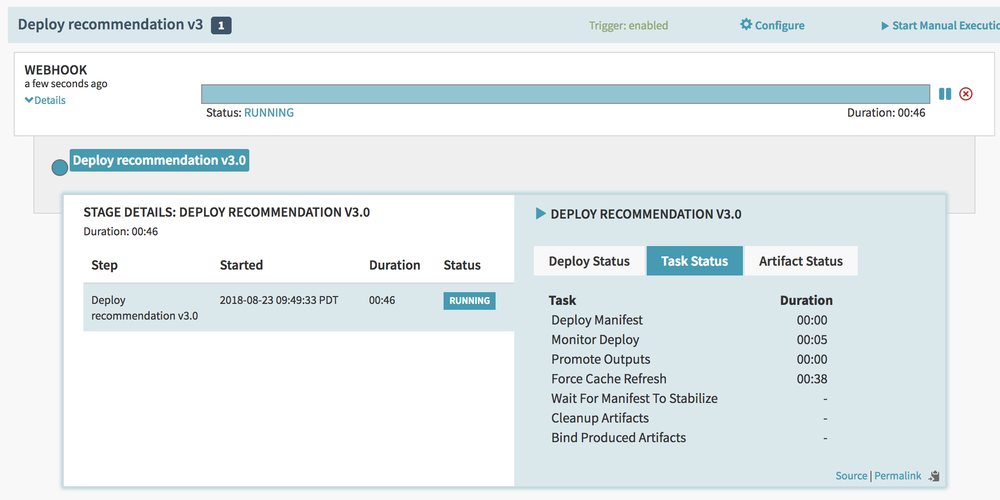 Deploy recommendation v3 1 Trigger: enabled Configure Start Manual Executio
WEBHOOK
a few seconds ago
Details
Status: RUNNING Duration: 00:46
Deploy recommendation v3.0
STAGE DETAILS: DEPLOY RECOMMENDATION V3.0
Duration: 00:46
Step Started Duration Status
Deploy recommendation v3.0 2018-08-23 09:49:33 PDT 00:46 RUNNING
DEPLOY RECOMMENDATION V3.0
Deploy Status Task Status Artifact Status
Task Duration
Deploy Manifest 00:00
Monitor Deploy 00:05
Promote Outputs 00:00
Force Cache Refresh 00:38
Wait For Manifest To Stabilize -
Cleanup Artifacts -
Bind Produced Artifacts -
Source | Permalink